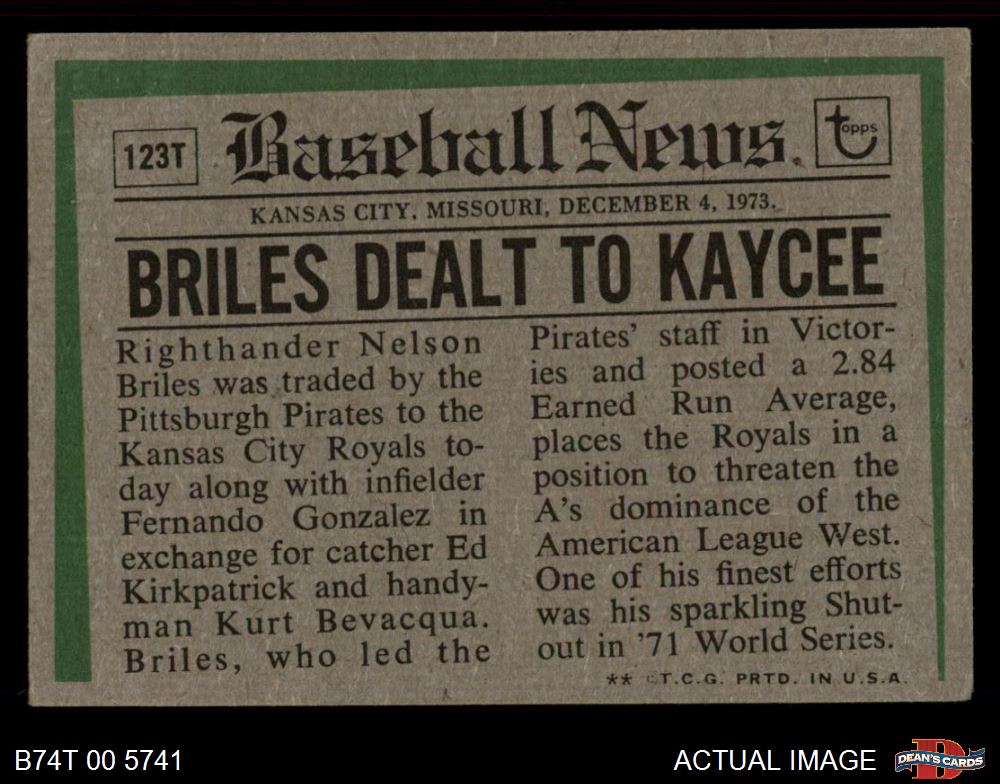 123T
Baseball News.
topps
KANSAS CITY, MISSOURI, DECEMBER 4, 1973.
BRILES DEALT TO KAYCEE
Righthander Nelson
Briles was traded by the
Pittsburgh Pirates to the
Kansas City Royals to-
day along with infielder
Fernando Gonzalez in
exchange for catcher Ed
Kirkpatrick and handy-
man Kurt Bevacqua.
Briles, who led the
Pirates' staff in Victor-
ies and posted a 2.84
Earned Run Average,
places the Royals in a
position to threaten the
A's dominance of the
American League West.
One of his finest efforts
was his sparkling Shut-
out in '71 World Series.
** ©T.C.G. PRTD. IN U.S.A.
B74T 00 5741
ACTUAL IMAGE
D
DEAN'S CARDS